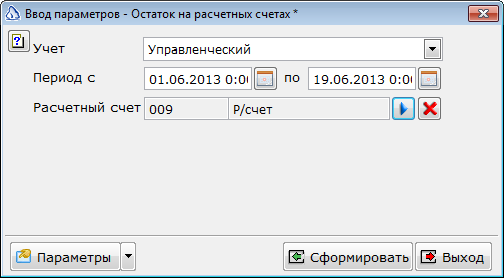 Ввод параметров - Остаток на расчетных счетах *
Учет Управленческий
Период с 01.06.2013 0:0 по 19.06.2013 0:0
Расчетный счет 009 Р/счет
Параметры Сформировать Выход